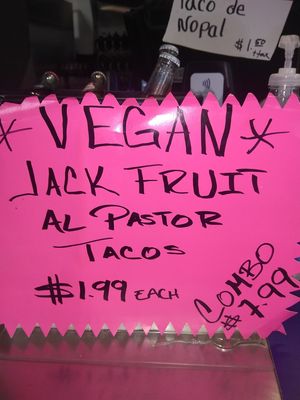 Taco de
Nopal
$1.50
* VEGAN *
JACK FRUIT
AL PASTOR
TACOS
$1.99 EACH
COMBO
$7.99